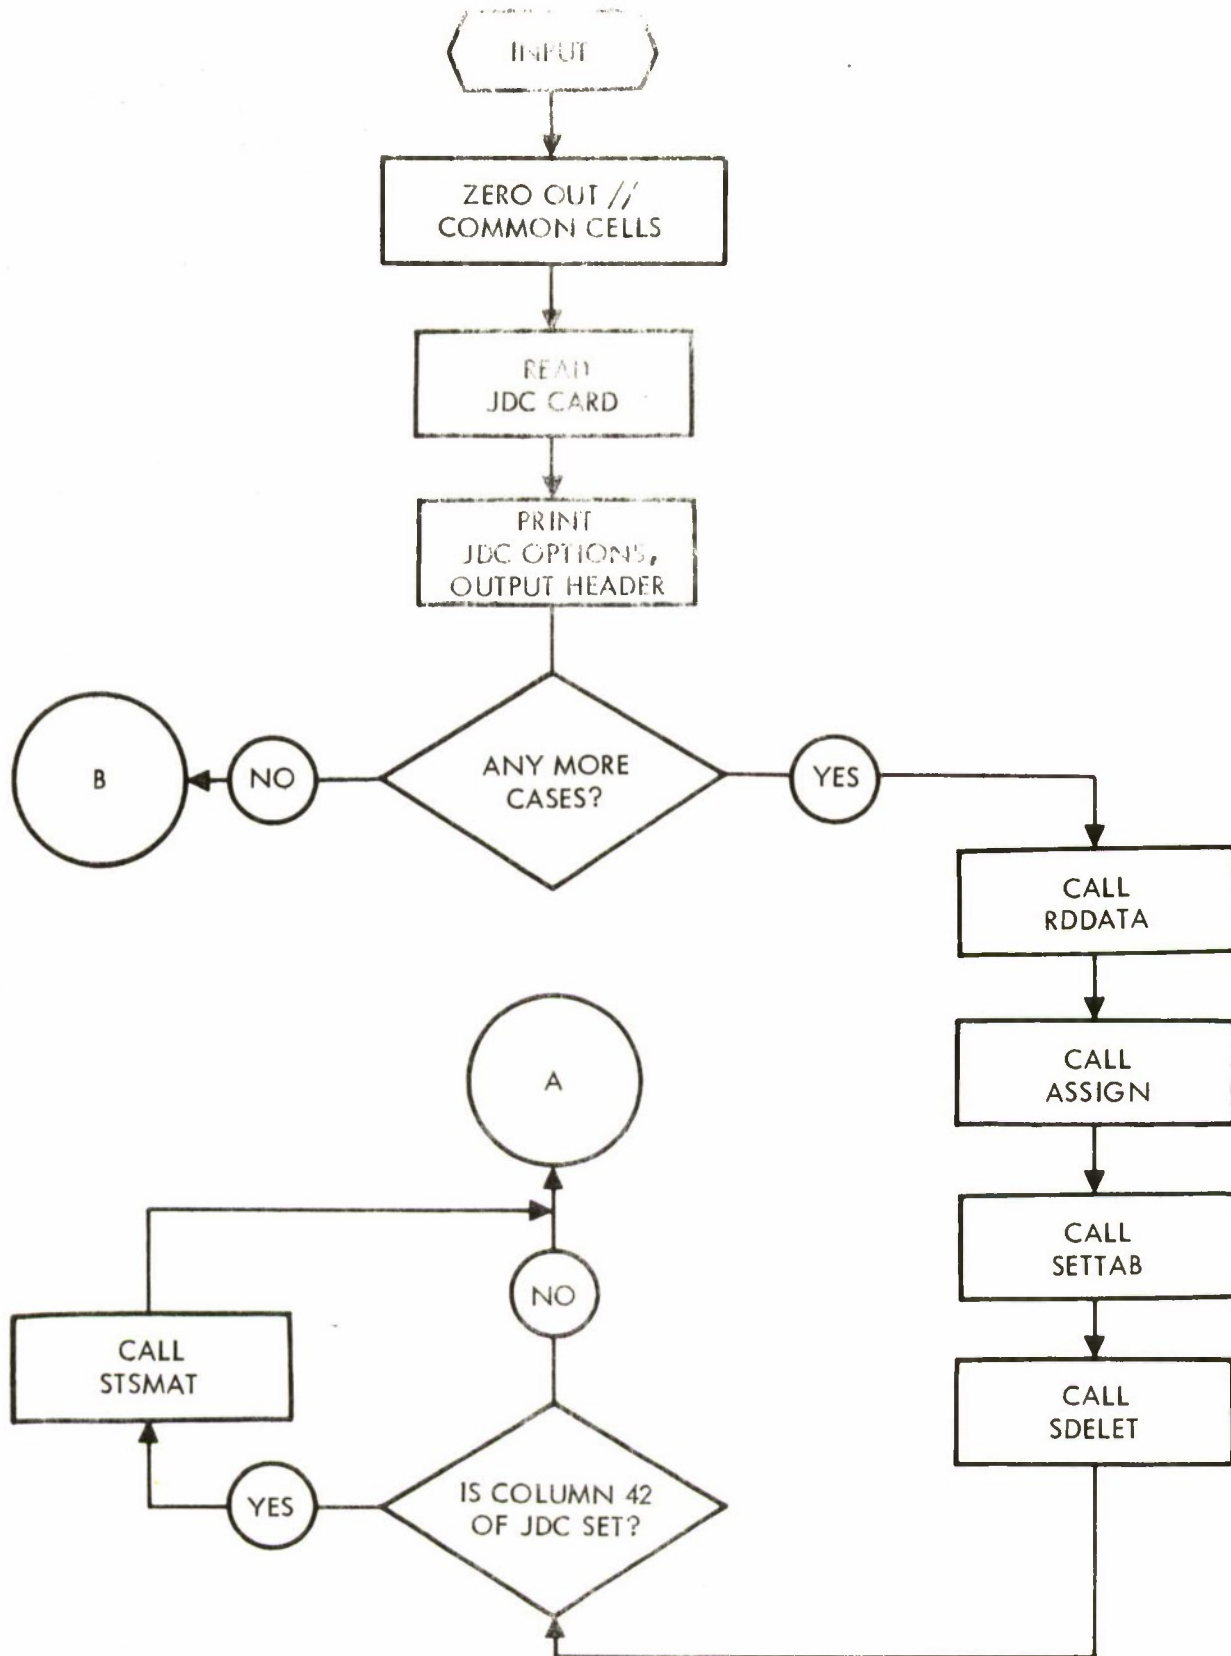 INPUT
ZERO OUT //
COMMON CELLS
READ
JDC CARD
PRINT
JDC OPTIONS,
OUTPUT HEADER
ANY MORE
CASES?
NO
B
YES
CALL
RDDATA
CALL
ASSIGN
CALL
SETTAB
CALL
SDELET
IS COLUMN 42
OF JDC SET?
YES
CALL
STSMAT
NO
A